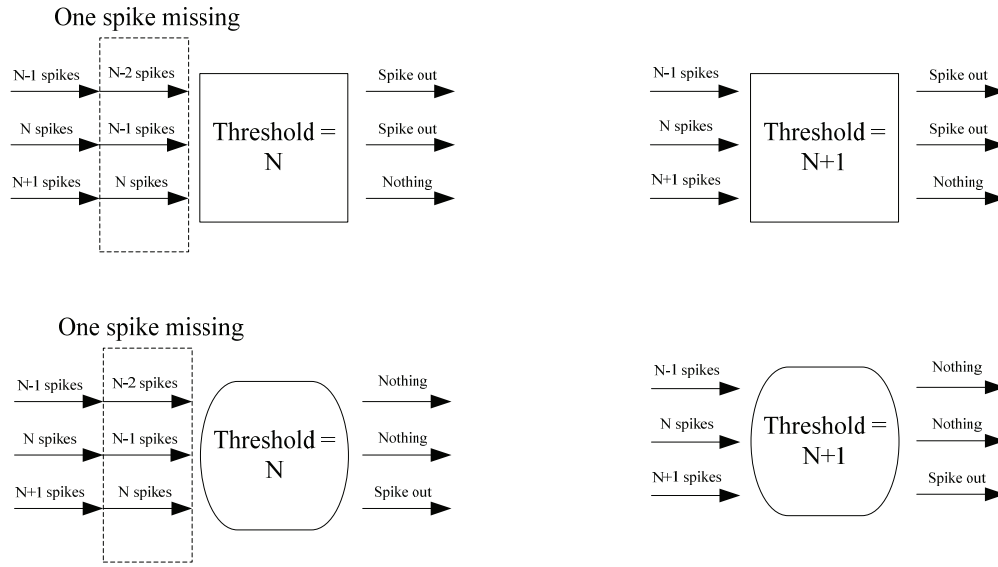 One spike missing
N-1 spikes
N-2 spikes
Spike out
N spikes
N-1 spikes
Spike out
N+1 spikes
N spikes
Nothing
Threshold =
N
N-1 spikes
Spike out
N spikes
Spike out
N+1 spikes
Nothing
Threshold =
N+1
One spike missing
N-1 spikes
N-2 spikes
Nothing
N spikes
N-1 spikes
Nothing
N+1 spikes
N spikes
Spike out
Threshold =
N
N-1 spikes
Nothing
N spikes
Nothing
N+1 spikes
Spike out
Threshold =
N+1